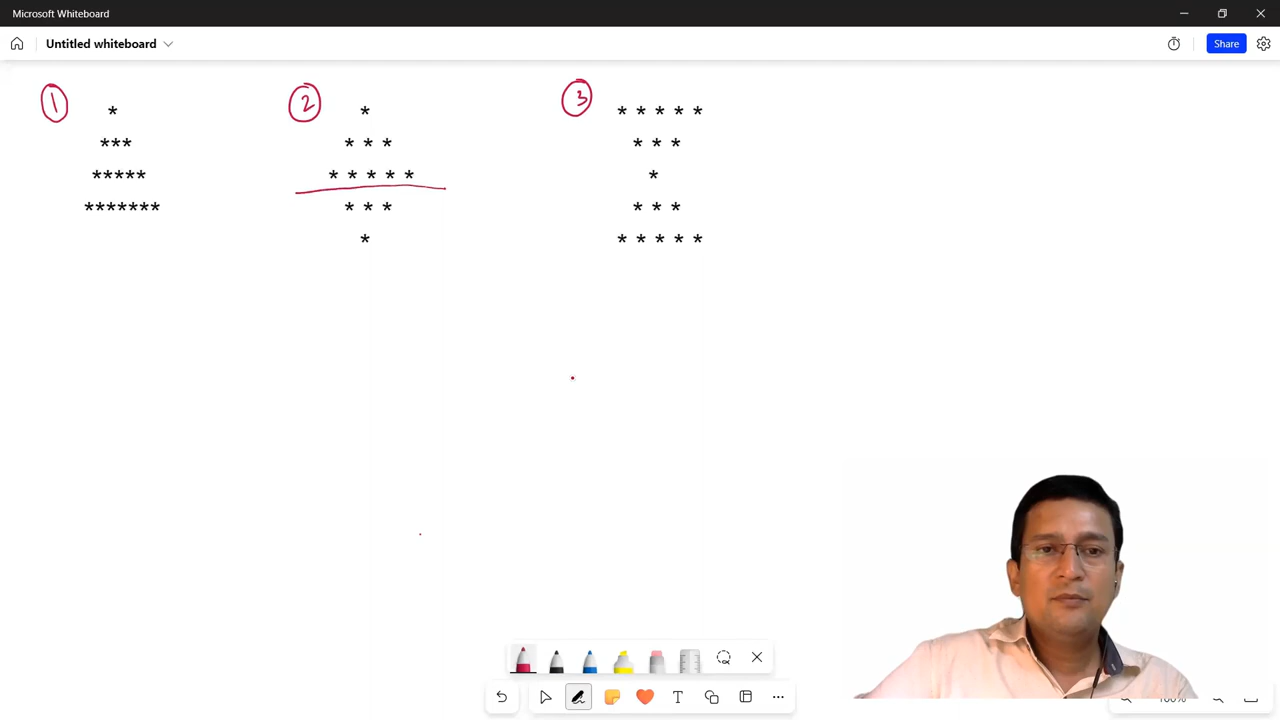 Microsoft Whiteboard
Untitled whiteboard
Share
1
*
***
*****
*******
2
*
* * *
* * * * *
* * *
*
3
* * * * *
* * *
*
* * *
* * * * *
T